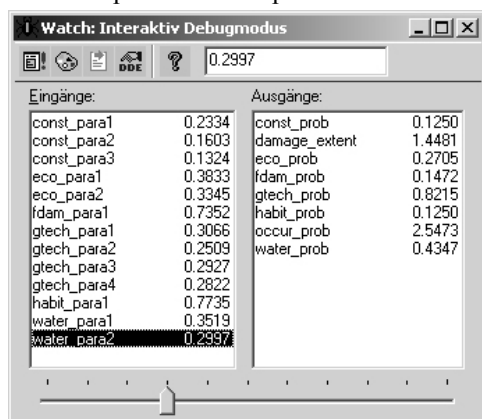 Watch: Interaktiv Debugmodus
DDE
0.2997
Eingänge:
const_para1 0.2334
const_para2 0.1603
const_para3 0.1324
eco_para1 0.3833
eco_para2 0.3345
fdam_para1 0.7352
gtech_para1 0.3066
gtech_para2 0.2509
gtech_para3 0.2927
gtech_para4 0.2822
habit_para1 0.7735
water_para1 0.3519
water_para2 0.2997
Ausgänge:
const_prob 0.1250
damage_extent 1.4481
eco_prob 0.2705
fdam_prob 0.1472
gtech_prob 0.8215
habit_prob 0.1250
occur_prob 2.5473
water_prob 0.4347